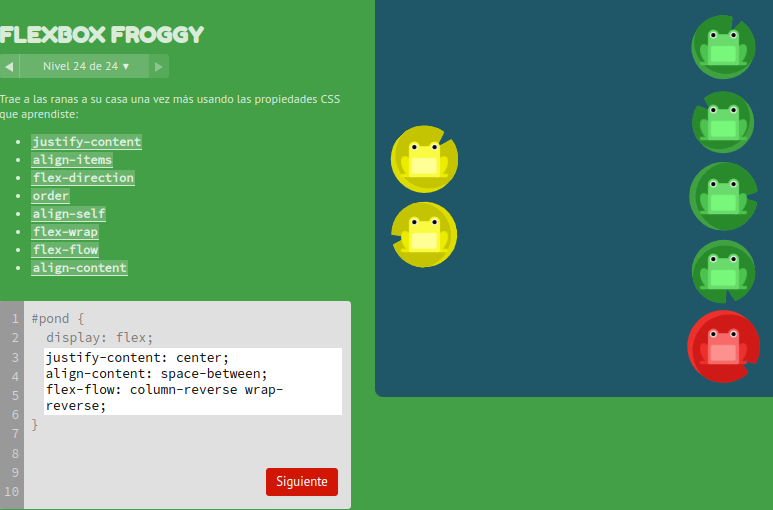 FLEXBOX FROGGY
◀ Nivel 24 de 24 ▼ ▶
Trae a las ranas a su casa una vez más usando las propiedades CSS
que aprendiste:
• justify-content
• align-items
• flex-direction
• order
• align-self
• flex-wrap
• flex-flow
• align-content
1 #pond {
2 display: flex;
3 justify-content: center;
4 align-content: space-between;
5 flex-flow: column-reverse wrap-
6 reverse;
7 }
8
9
10
Siguiente